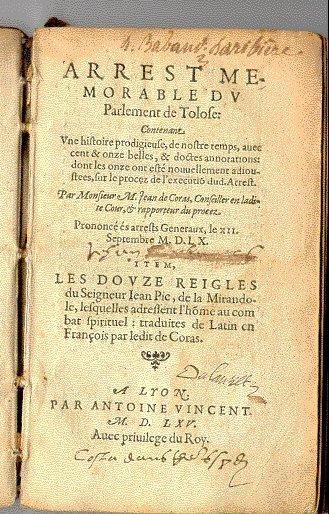 ARREST ME-
MORABLE DV
Parlement de Tolose:
Contenant
Vne histoire prodigieuse, de nostre temps, auec
cent & onze belles, & doctes annotations:
dont les onze ont esté nouuellement adiou-
stees, sur le procez de l'executiō dud. Arrest.
Par Monsieur M. Jean de Coras, Conseiller en ladi-
te Cour, & rapporteur du procez.
Prononcé és arrests Generaux, le XII.
Septembre M. D. LX.
ITEM,
LES DOVZE REIGLES
du Seigneur Iean Pic, de la Mirando-
le, lesquelles adressent l'hōme au com
bat spirituel: traduites de Latin en
François par ledit de Coras.
A LYON,
PAR ANTOINE VINCENT.
M. D. LXV.
Auec priuilege du Roy.